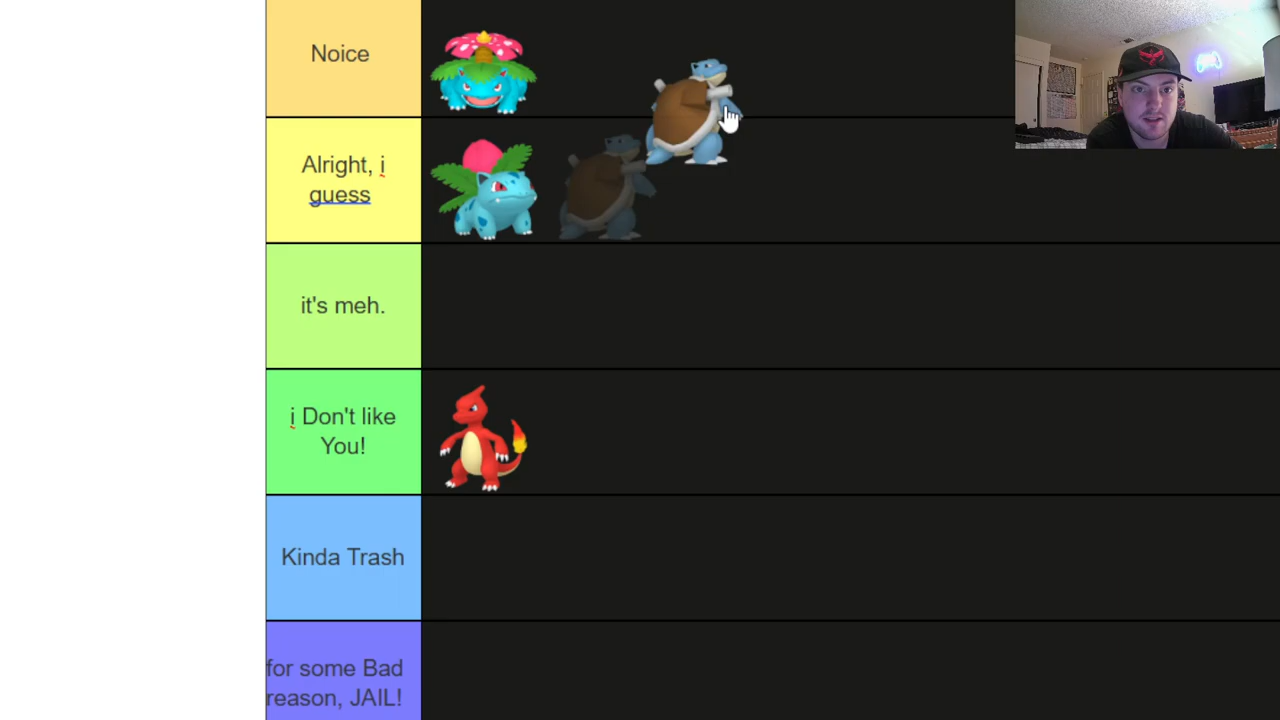 Noice
Alright, i
guess
it's meh.
i Don't like
You!
Kinda Trash
for some Bad
reason, JAIL!